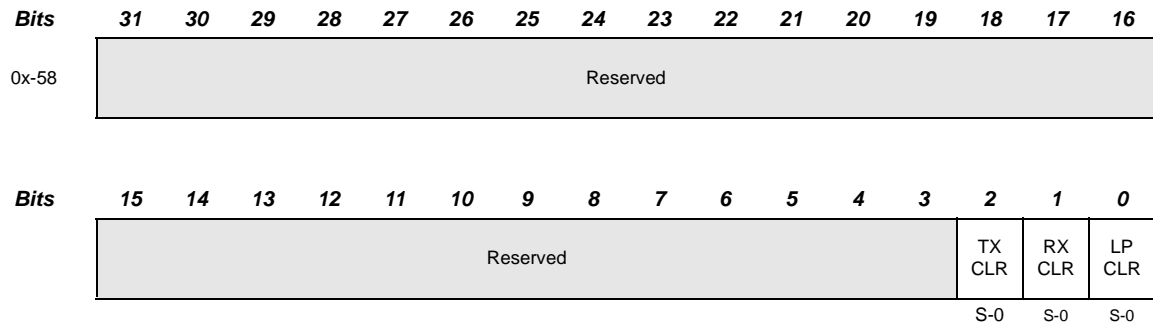 Bits 31 30 29 28 27 26 25 24 23 22 21 20 19 18 17 16
0x-58 Reserved
Bits 15 14 13 12 11 10 9 8 7 6 5 4 3 2 1 0
Reserved TX CLR RX CLR LP CLR
S-0 S-0 S-0